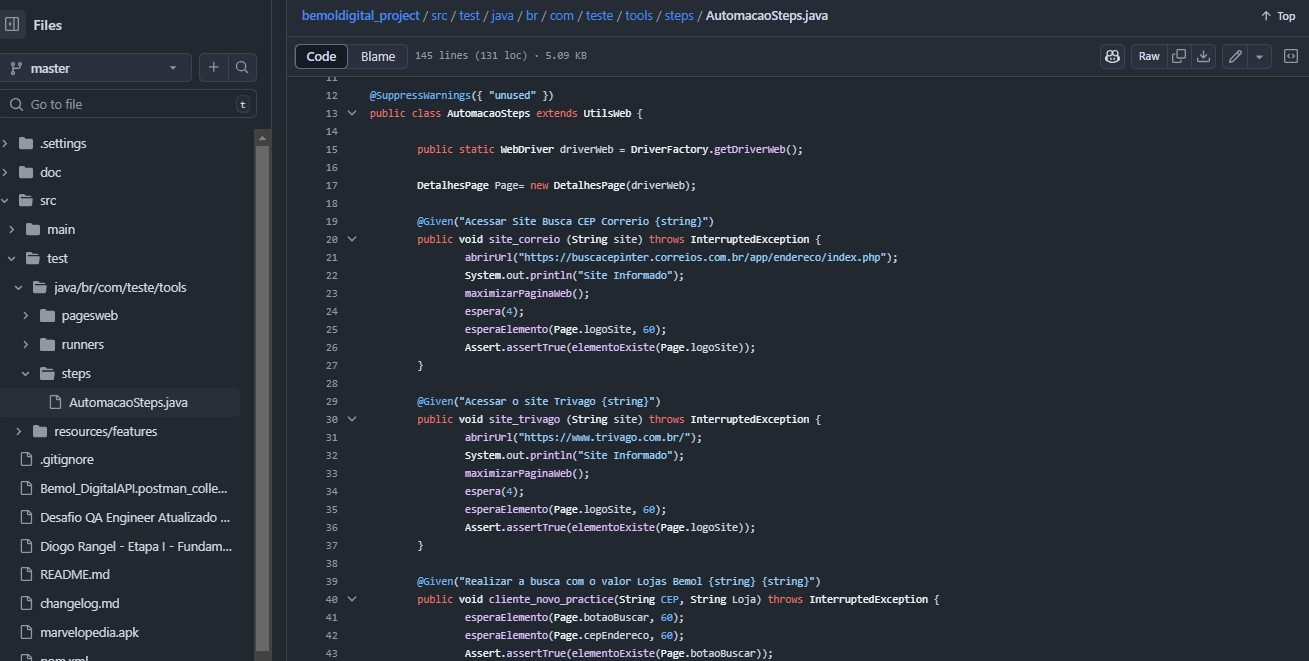 Files
master
Go to file
t
.settings
doc
src
main
test
java/br/com/teste/tools
pagesweb
runners
steps
AutomacaoSteps.java
resources/features
.gitignore
Bemol_DigitalAPI.postman_colle...
Desafio QA Engineer Atualizado ...
Diogo Rangel - Etapa I - Fundam...
README.md
changelog.md
marvelopedia.apk
pom.xml
bemoldigital_project / src / test / java / br / com / teste / tools / steps / AutomacaoSteps.java
Top
Code Blame 145 lines (131 loc) · 5.09 KB
Raw
11
12 @SuppressWarnings({ "unused" })
13 public class AutomacaoSteps extends UtilsWeb {
14
15 public static WebDriver driverWeb = DriverFactory.getDriverWeb();
16
17 DetalhesPage Page= new DetalhesPage(driverWeb);
18
19 @Given("Acessar Site Busca CEP Correrio {string}")
20 public void site_correio (String site) throws InterruptedException {
21 abrirUrl("https://buscacepinter.correios.com.br/app/endereco/index.php");
22 System.out.println("Site Informado");
23 maximizarPaginaWeb();
24 espera(4);
25 esperaElemento(Page.logoSite, 60);
26 Assert.assertTrue(elementoExiste(Page.logoSite));
27 }
28
29 @Given("Acessar o site Trivago {string}")
30 public void site_trivago (String site) throws InterruptedException {
31 abrirUrl("https://www.trivago.com.br/");
32 System.out.println("Site Informado");
33 maximizarPaginaWeb();
34 espera(4);
35 esperaElemento(Page.logoSite, 60);
36 Assert.assertTrue(elementoExiste(Page.logoSite));
37 }
38
39 @Given("Realizar a busca com o valor Lojas Bemol {string} {string}")
40 public void cliente_novo_practice(String CEP, String Loja) throws InterruptedException {
41 esperaElemento(Page.botaoBuscar, 60);
42 esperaElemento(Page.cepEndereco, 60);
43 Assert.assertTrue(elementoExiste(Page.botaoBuscar));